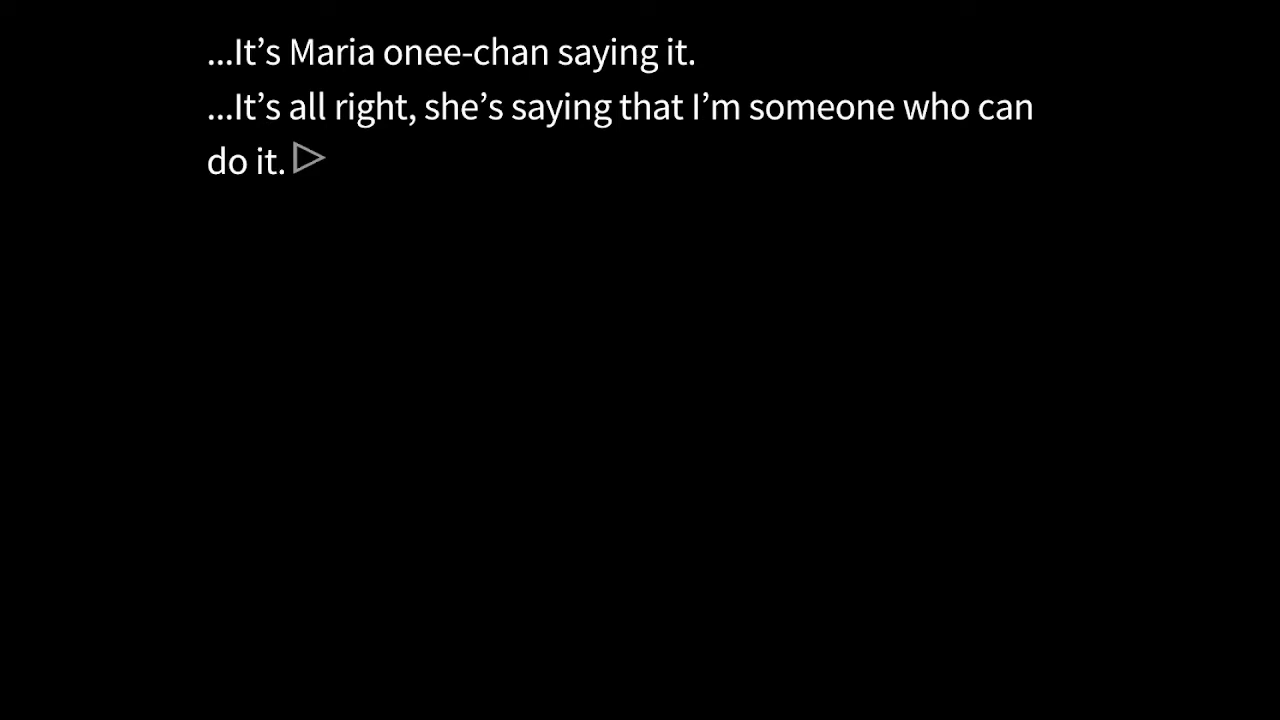 ...It’s Maria onee-chan saying it.
...It’s all right, she’s saying that I’m someone who can
do it.